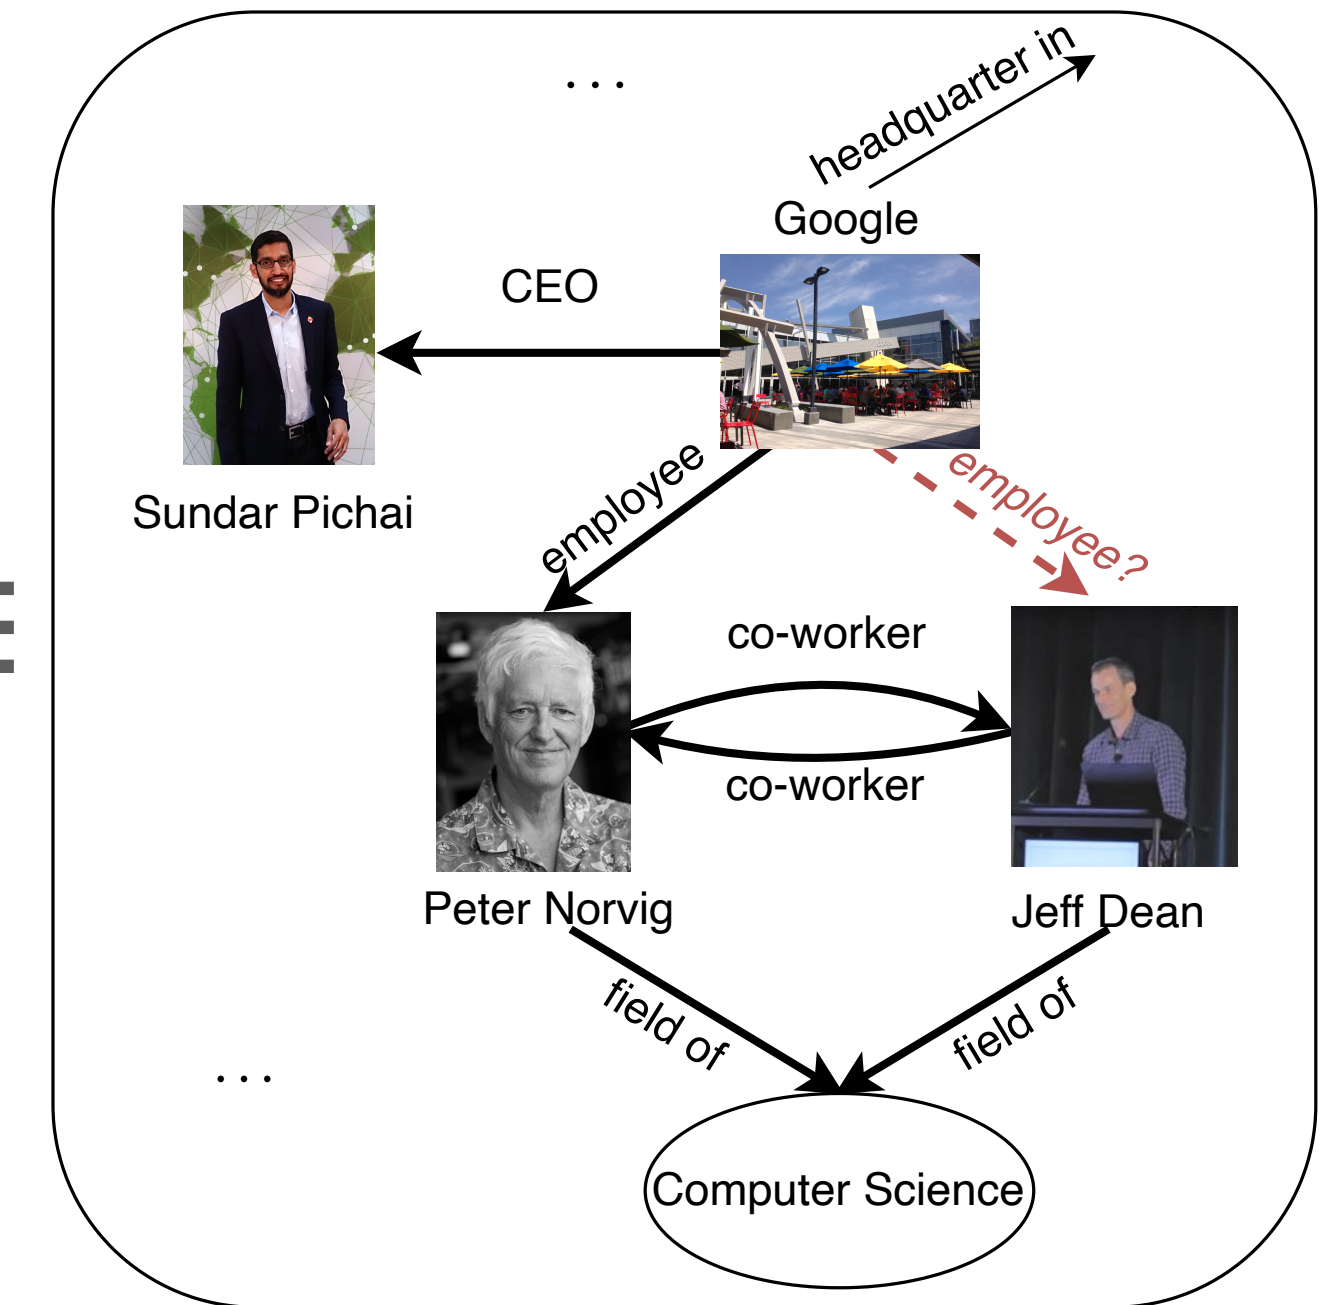 ...
headquarter in
Google
CEO
Sundar Pichai
employee
employee?
co-worker
co-worker
Peter Norvig
Jeff Dean
field of
field of
...
Computer Science